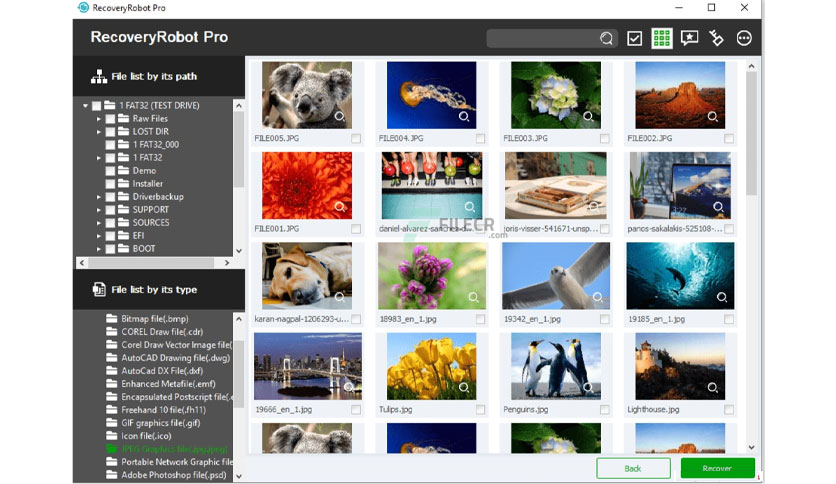 RecoveryRobot Pro
RecoveryRobot Pro
File list by its path
1 FAT32 (TEST DRIVE)
Raw Files
LOST DIR
1 FAT32_000
1 FAT32
Demo
Installer
Driverbackup
SUPPORT
SOURCES
EFI
BOOT
File list by its type
Bitmap file(.bmp)
COREL Draw file(.cdr)
Corel Draw Vector Image file(
AutoCAD Drawing file(.dwg)
AutoCAD Dx file(.dxf)
Enhanced Metafile(.emf)
Encapsulated Postscript file(.e
Freehand 10 file(.fh11)
GIF graphics file(.gif)
Icon file(.ico)
JPEG Graphics file(.jpg,jpeg)
Portable Network Graphic file
Adobe Photoshop file(.psd)
FILE005.JPG
FILE004.JPG
FILE003.JPG
FILE002.JPG
FILE001.JPG
daniel-alvarez-sanchez-d...
joris-visser-541671-unsp...
panos-sakalakis-525108-...
3:27
FILECR
.com
karan-nagpal-1206293-u...
18983_en_1.jpg
19342_en_1.jpg
19185_en_1.jpg
19666_en_1.jpg
Tulips.jpg
Penguins.jpg
Lighthouse.jpg
Back
Recover